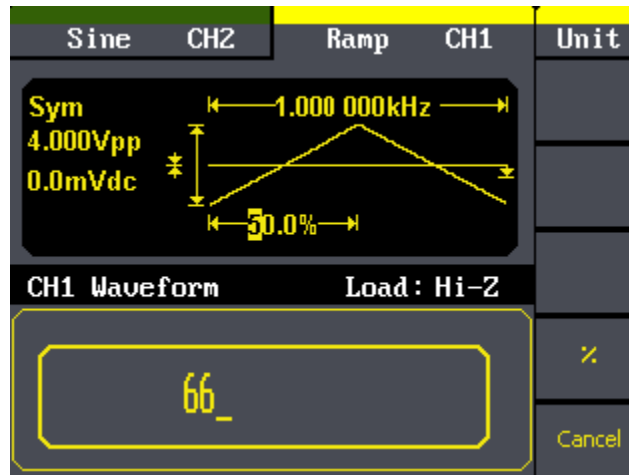 Sine CH2 Ramp CH1 Unit
Sym 1.000 000kHz
4.000Vpp
0.0mVdc
50.0%
CH1 Waveform Load: Hi-Z
66_
%
Cancel